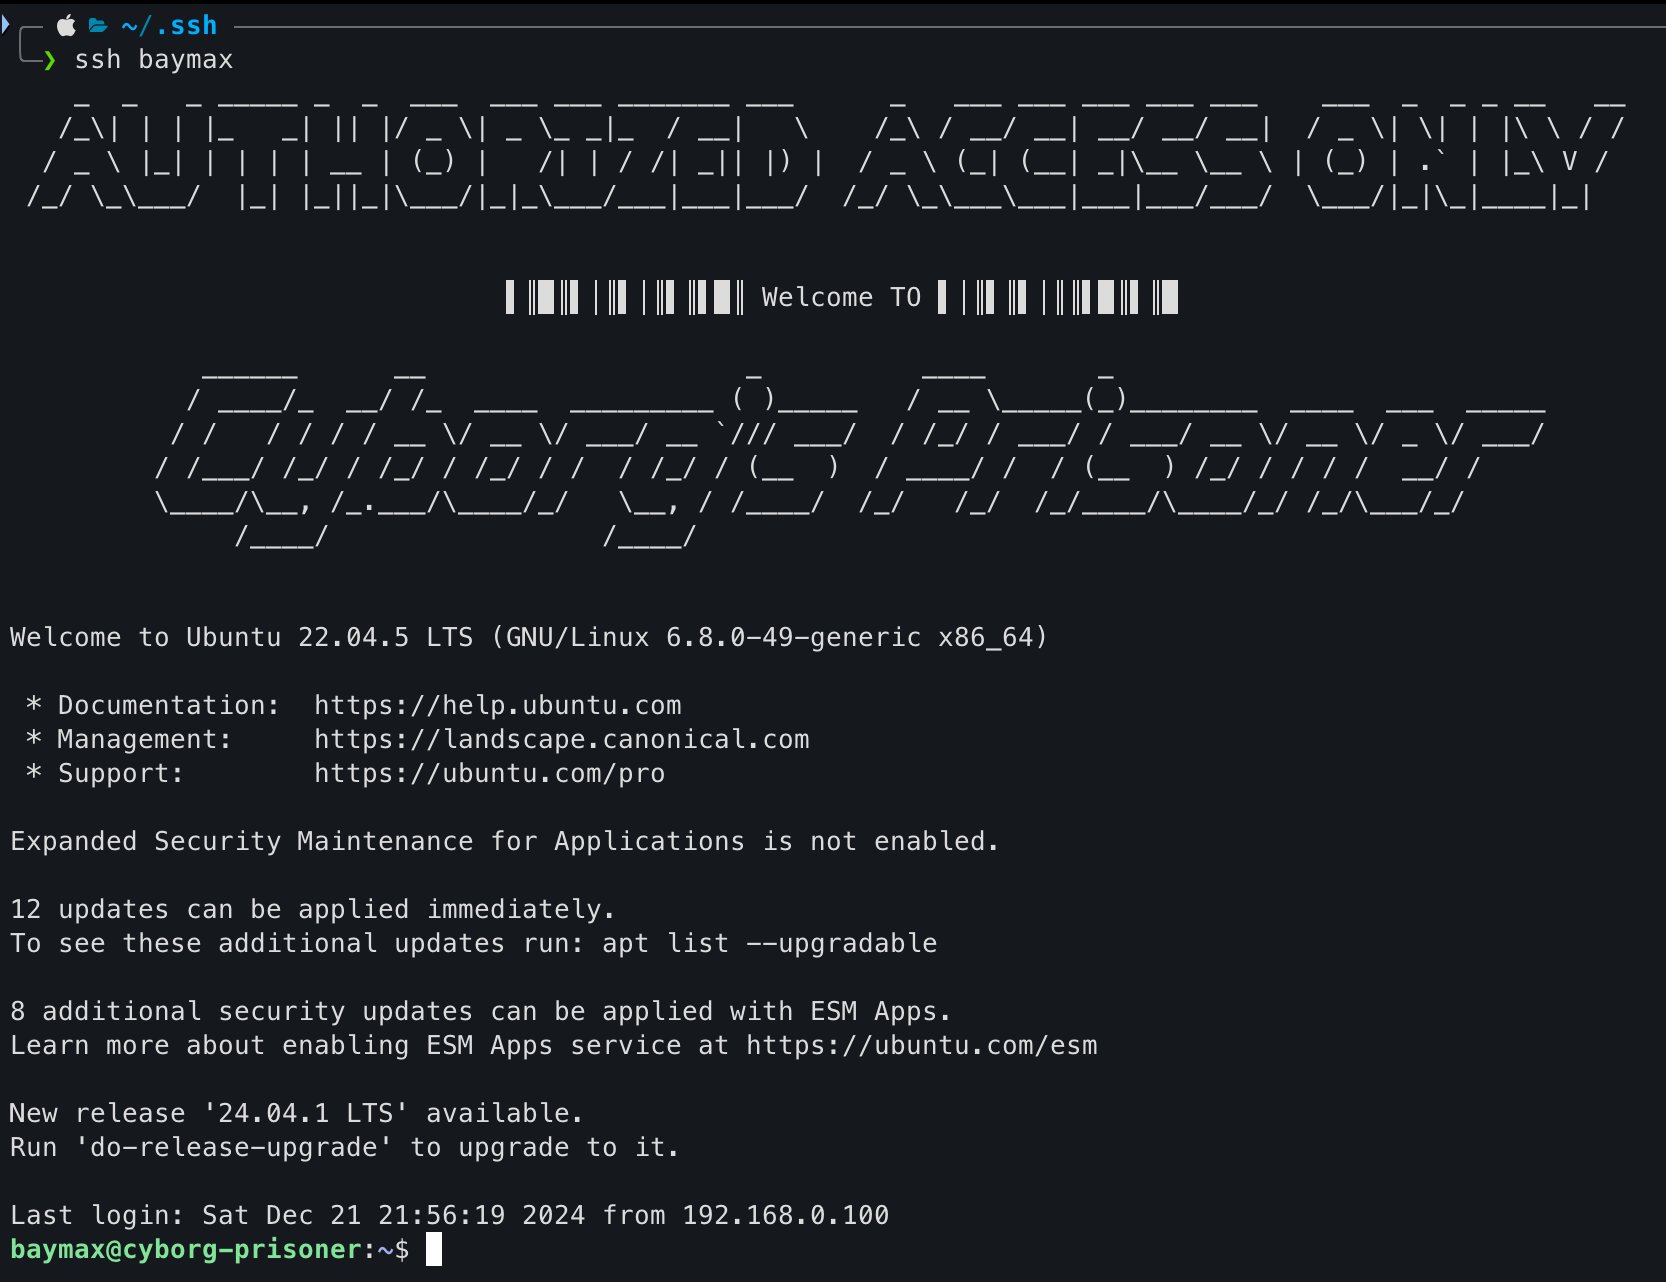 ~/.ssh
❯ ssh baymax
AUTHORIZED ACCESS ONLY
Welcome TO
Cyborg's Prisoner
Welcome to Ubuntu 22.04.5 LTS (GNU/Linux 6.8.0-49-generic x86_64)
* Documentation:  https://help.ubuntu.com
* Management:     https://landscape.canonical.com
* Support:        https://ubuntu.com/pro
Expanded Security Maintenance for Applications is not enabled.
12 updates can be applied immediately.
To see these additional updates run: apt list --upgradable
8 additional security updates can be applied with ESM Apps.
Learn more about enabling ESM Apps service at https://ubuntu.com/esm
New release '24.04.1 LTS' available.
Run 'do-release-upgrade' to upgrade to it.
Last login: Sat Dec 21 21:56:19 2024 from 192.168.0.100
baymax@cyborg-prisoner:~$